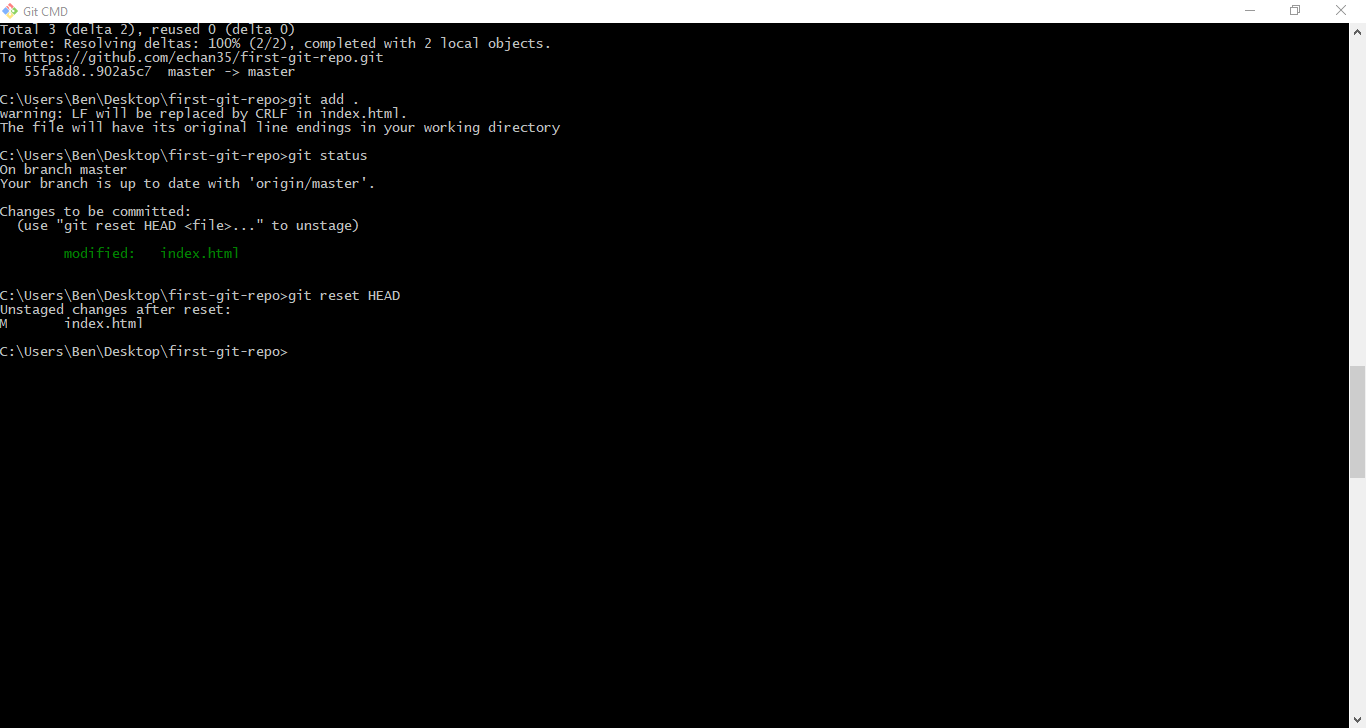 Git CMD
Total 3 (delta 2), reused 0 (delta 0)
remote: Resolving deltas: 100% (2/2), completed with 2 local objects.
To https://github.com/echan35/first-git-repo.git
   55fa8d8..902a5c7  master -> master
C:\Users\Ben\Desktop\first-git-repo>git add .
warning: LF will be replaced by CRLF in index.html.
The file will have its original line endings in your working directory
C:\Users\Ben\Desktop\first-git-repo>git status
On branch master
Your branch is up to date with 'origin/master'.
Changes to be committed:
  (use "git reset HEAD <file>..." to unstage)
        modified:   index.html
C:\Users\Ben\Desktop\first-git-repo>git reset HEAD
Unstaged changes after reset:
M       index.html
C:\Users\Ben\Desktop\first-git-repo>